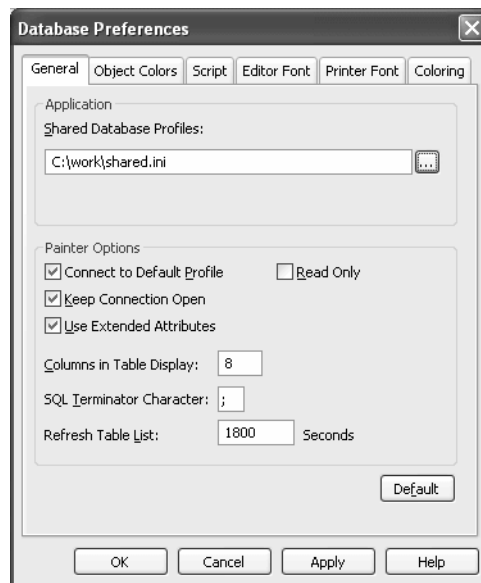 Database Preferences
General Object Colors Script Editor Font Printer Font Coloring
Application
Shared Database Profiles:
C:\work\shared.ini ...
Painter Options
Connect to Default Profile Read Only
Keep Connection Open
Use Extended Attributes
Columns in Table Display: 8
SQL Terminator Character: ;
Refresh Table List: 1800 Seconds
Default
OK Cancel Apply Help